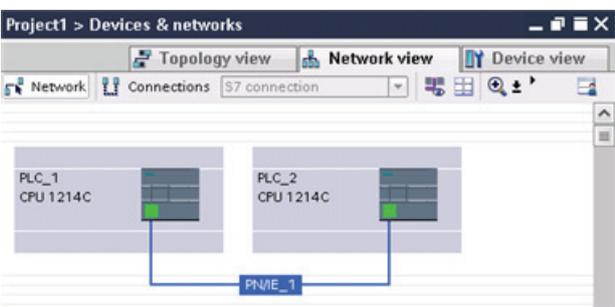 Project1 > Devices & networks
Topology view Network view Device view
Network Connections S7 connection
PLC_1 PLC_2
CPU 1214C CPU 1214C
PN/IE_1